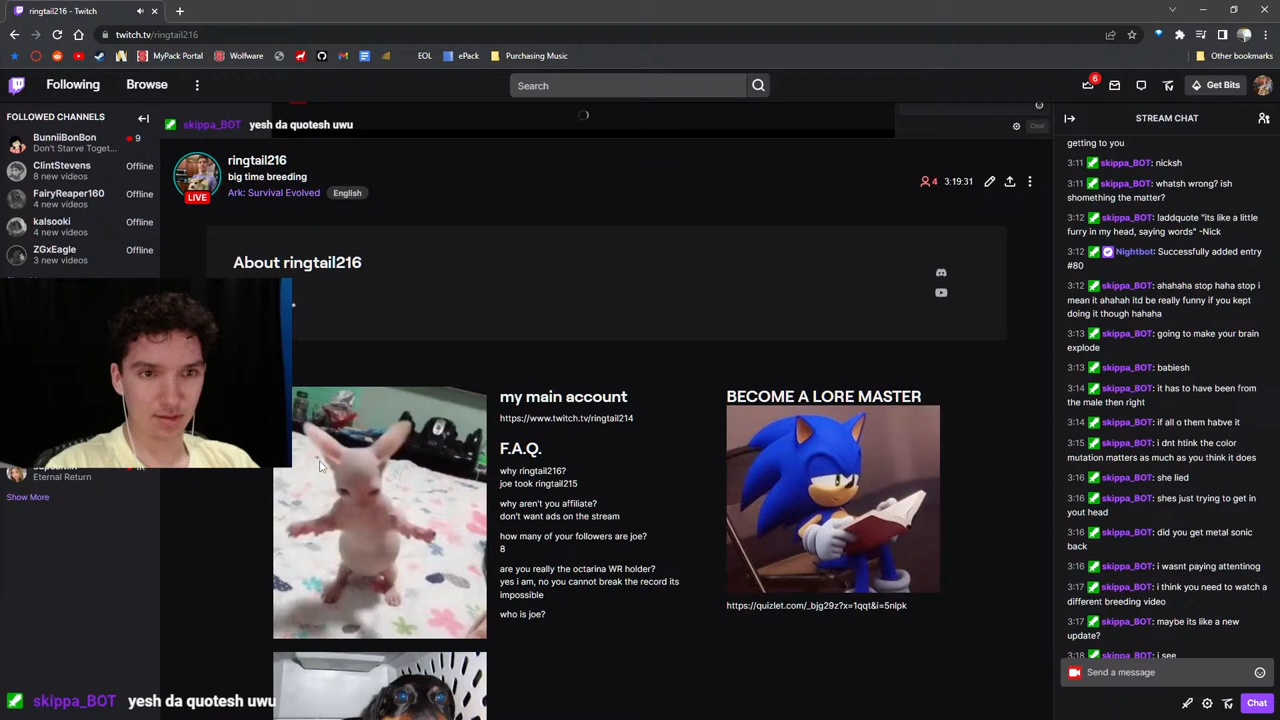 ringtail216 - Twitch
twitch.tv/ringtail216
MyPack Portal
Wolfware
EOL
ePack
Purchasing Music
Other bookmarks
Following
Browse
Search
6
Get Bits
FOLLOWED CHANNELS
BunniiBonBon
9
Don't Starve Toget...
ClintStevens
Offline
8 new videos
FairyReaper160
Offline
4 new videos
kalsooki
Offline
4 new videos
ZGxEagle
Offline
3 new videos
Eternal Return
Show More
skippa_BOT yesh da quotesh uwu
Chat
ringtail216
big time breeding
Ark: Survival Evolved
English
LIVE
4
3:19:31
About ringtail216
my main account
https://www.twitch.tv/ringtail214
F.A.Q.
why ringtail216?
joe took ringtail215
why aren't you affiliate?
don't want ads on the stream
how many of your followers are joe?
8
are you really the octarina WR holder?
yes i am, no you cannot break the record its
impossible
who is joe?
BECOME A LORE MASTER
https://quizlet.com/_bjg29z?x=1qqt&i=5nlpk
STREAM CHAT
getting to you
3:11 skippa_BOT: nicksh
3:11 skippa_BOT: whatsh wrong? ish
shomething the matter?
3:12 skippa_BOT: !addquote "its like a little
furry in my head, saying words" -Nick
3:12 Nightbot: Successfully added entry
#80
3:12 skippa_BOT: ahahaha stop haha stop i
mean it ahahah itd be really funny if you kept
doing it though hahaha
3:13 skippa_BOT: going to make your brain
explode
3:13 skippa_BOT: babiesh
3:14 skippa_BOT: it has to have been from
the male then right
3:14 skippa_BOT: if all o them habve it
3:15 skippa_BOT: i dnt htink the color
mutation matters as much as you think it does
3:16 skippa_BOT: she lied
3:16 skippa_BOT: shes just trying to get in
yout head
3:16 skippa_BOT: did you get metal sonic
back
3:16 skippa_BOT: i wasnt paying attentinog
3:17 skippa_BOT: i think you need to watch a
different breeding video
3:17 skippa_BOT: maybe its like a new
update?
3:18 skippa_BOT: i see
Send a message
Chat
skippa_BOT yesh da quotesh uwu